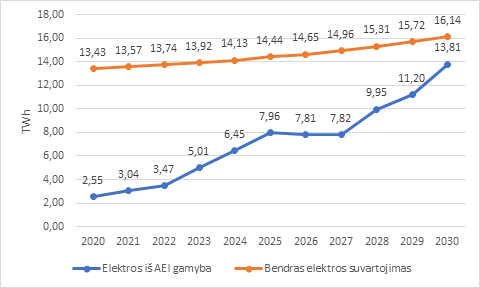 18,00
16,00
14,00
12,00
10,00
8,00
6,00
4,00
2,00
0,00
TWh
13,43 13,57 13,74 13,92 14,13 14,44 14,65 14,96 15,31 15,72 16,14
2,55 3,04 3,47 5,01 6,45 7,96 7,81 7,82 9,95 11,20 13,81
2020 2021 2022 2023 2024 2025 2026 2027 2028 2029 2030
Elektros iš AEI gamyba Bendras elektros suvartojimas